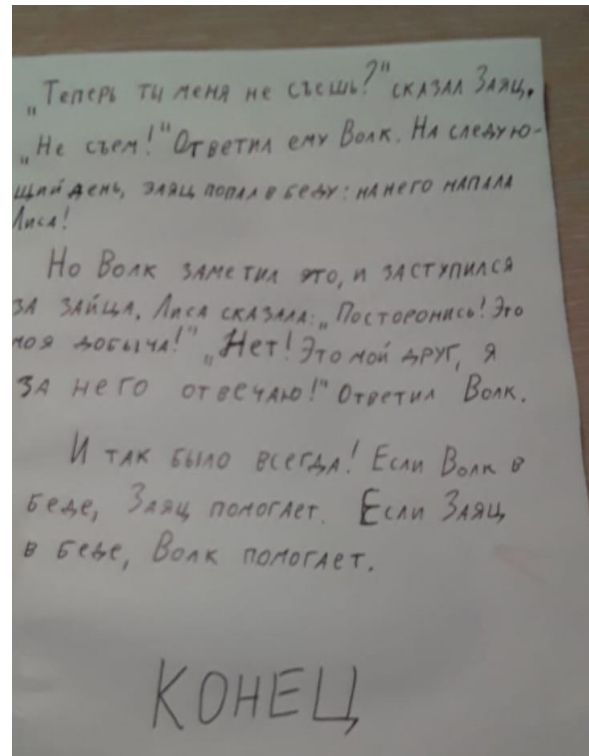 „Теперь ты меня не съешь?" сказал Заяц.
„Не съем!" Ответил ему Волк. На следую-
щий день, заяц попал в беду: на него напала
Лиса!
Но Волк заметил это, и заступился
за зайца. Лиса сказала: „Посторонись! Это
моя добыча!" „Нет! Это мой друг, я
за него отвечаю!" Ответил Волк.
И так было всегда! Если Волк в
беде, Заяц помогает. Если Заяц
в беде, Волк помогает.
КОНЕЦ